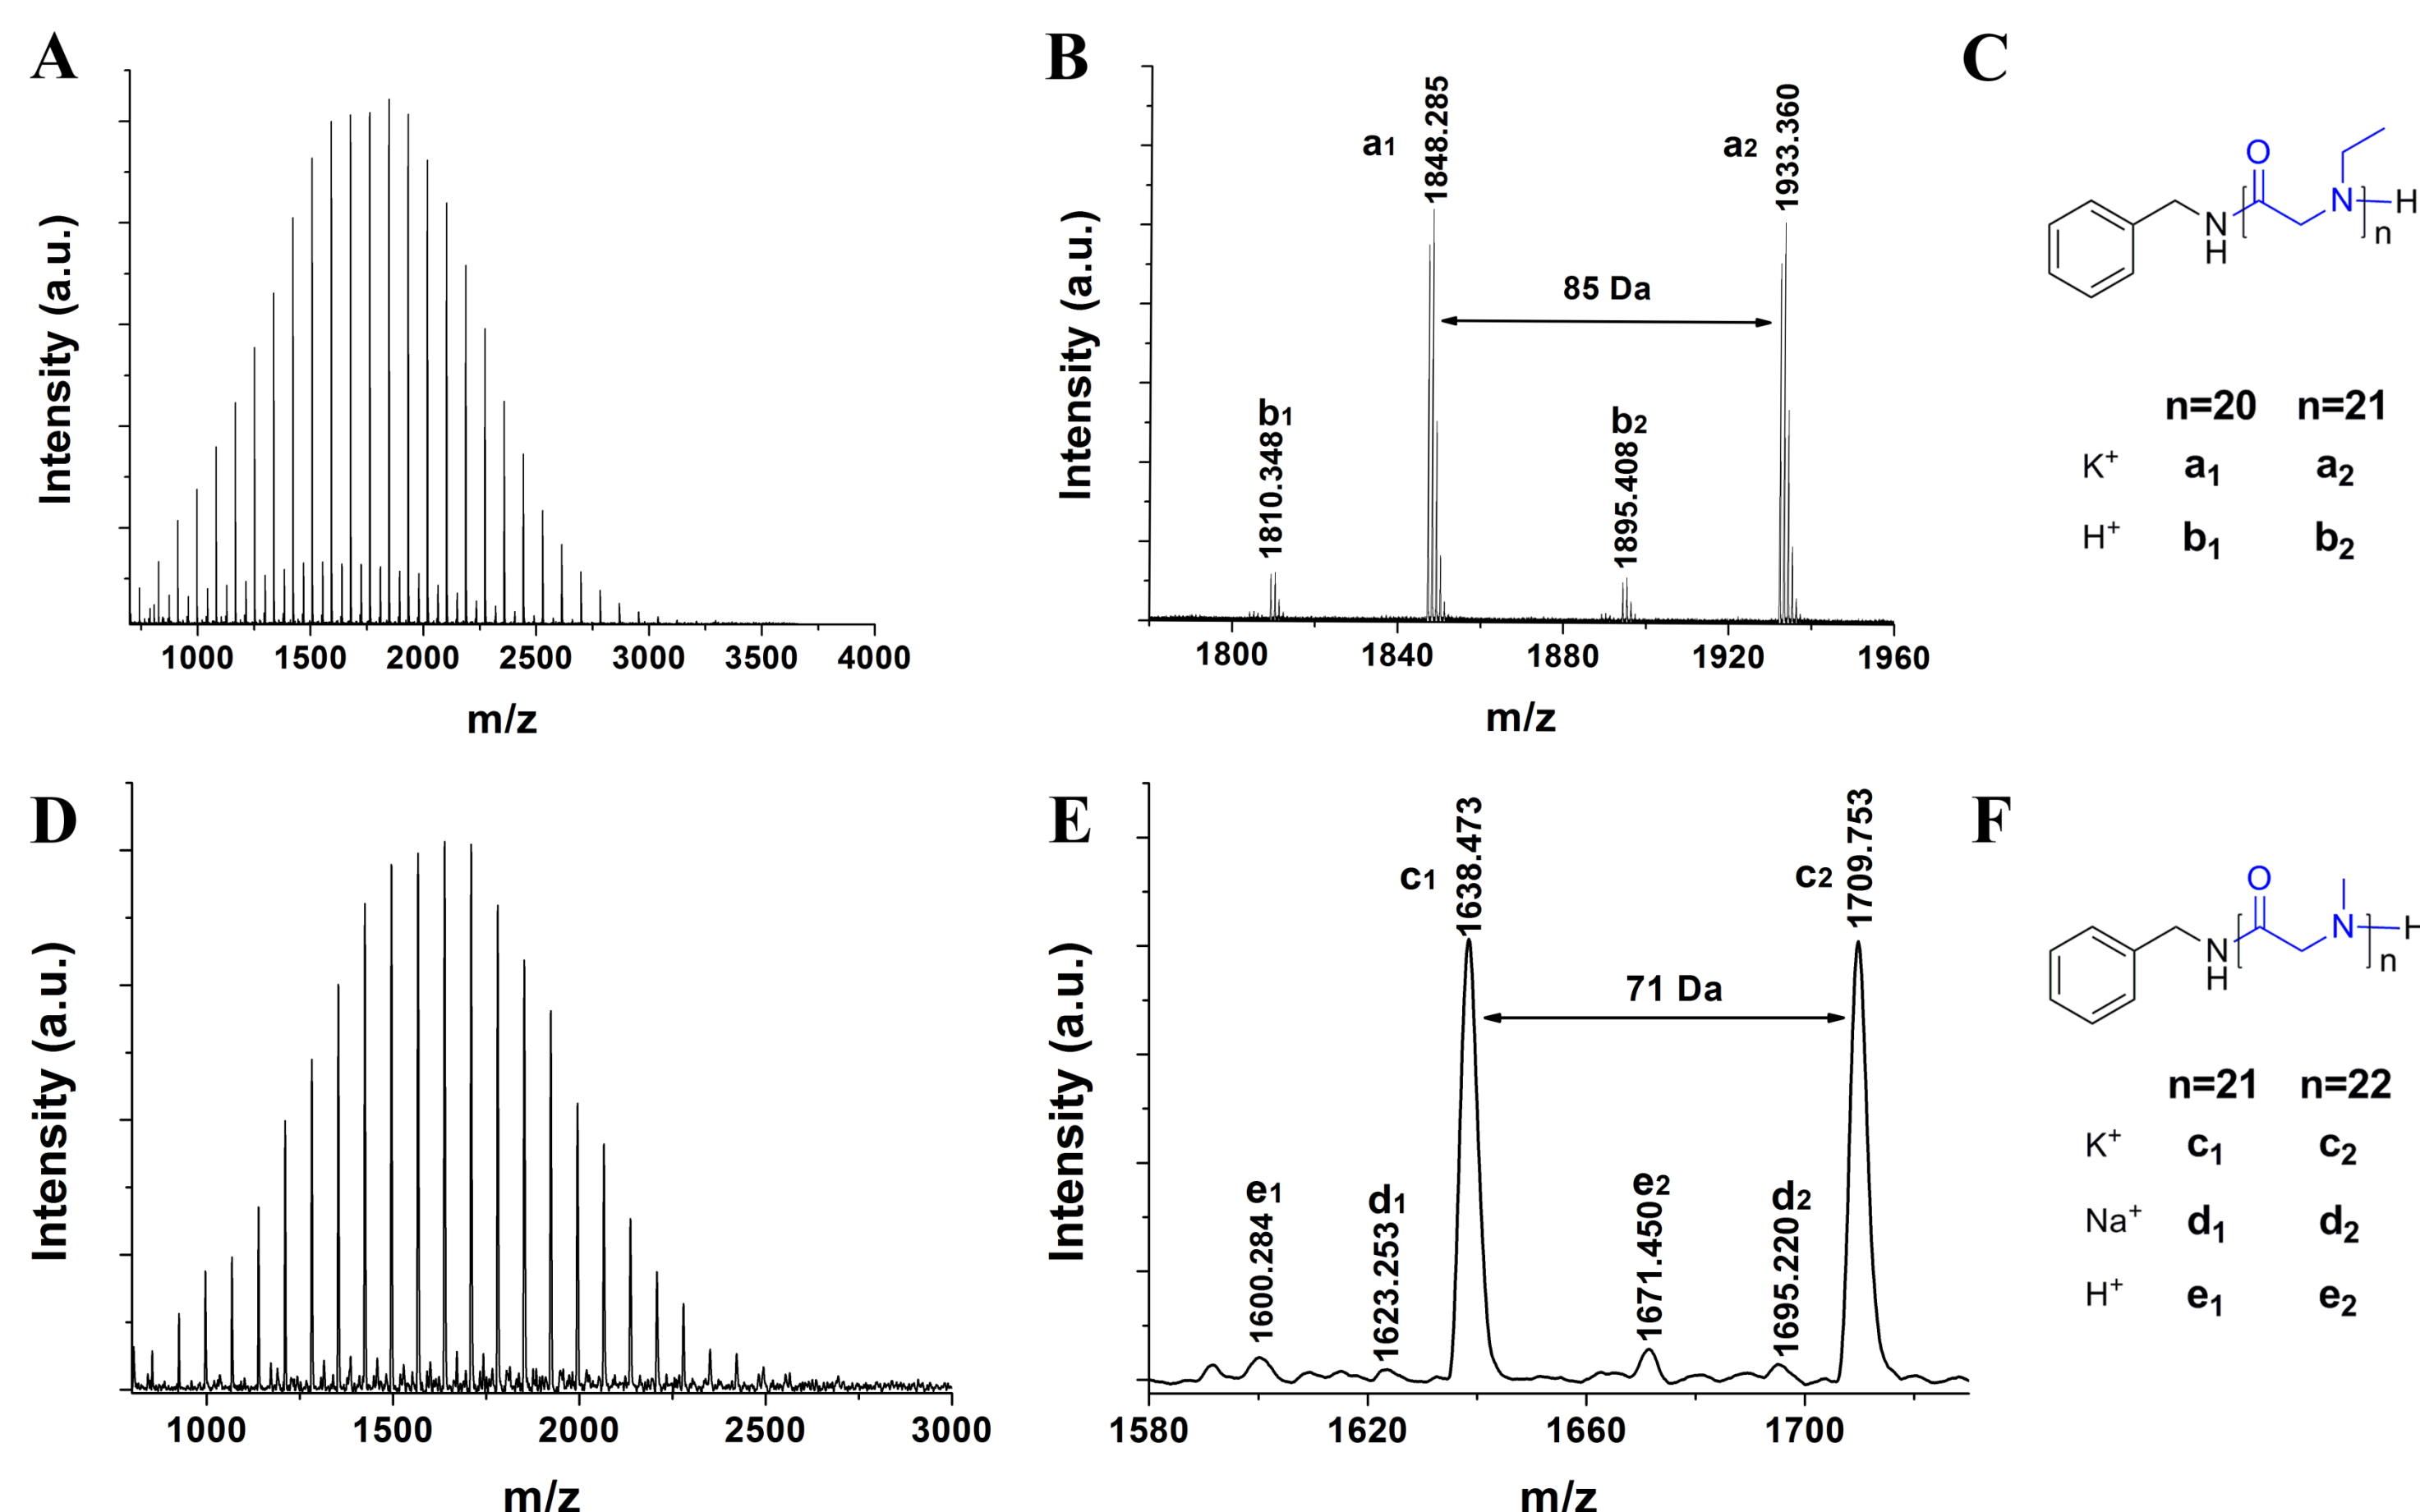 A
Intensity (a.u.)
1000 1500 2000 2500 3000 3500 4000
m/z
B
Intensity (a.u.)
a1
1848.285
a2
1933.360
85 Da
b1
1810.348
b2
1895.408
1800 1840 1880 1920 1960
m/z
C
O
N
H
N
H
n
n=20 n=21
K+ a1 a2
H+ b1 b2
D
Intensity (a.u.)
1000 1500 2000 2500 3000
m/z
E
Intensity (a.u.)
c1
1638.473
c2
1709.753
71 Da
e1
1600.284
d1
1623.253
e2
1671.450
d2
1695.220
1580 1620 1660 1700
m/z
F
O
N
H
N
H
n
n=21 n=22
K+ c1 c2
Na+ d1 d2
H+ e1 e2